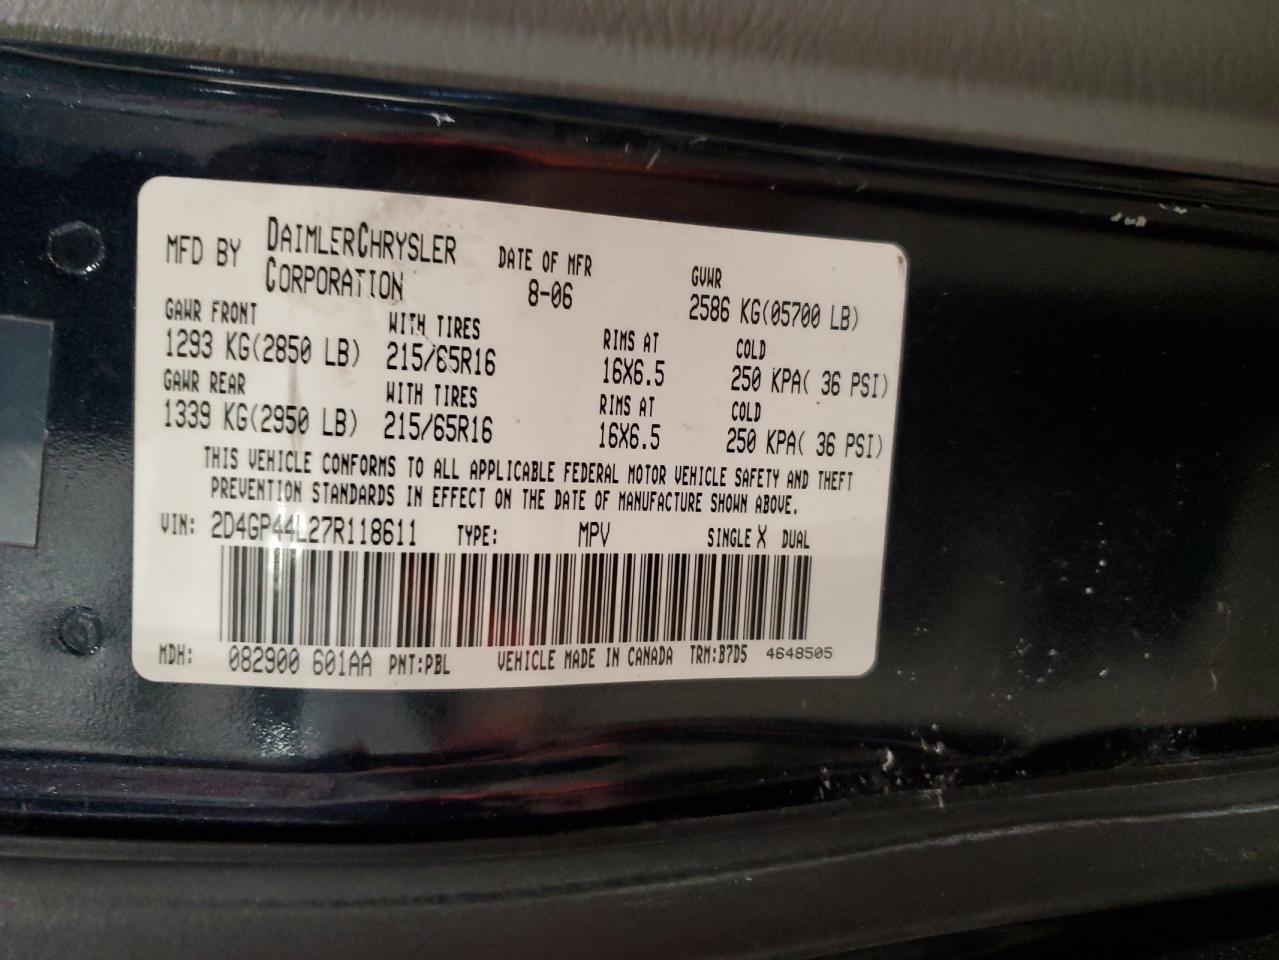 MFD BY DAIMLERCHRYSLER CORPORATION DATE OF MFR 8-06 GVWR 2586 KG(05700 LB)
GAWR FRONT WITH TIRES RIMS AT COLD
1293 KG(2850 LB) 215/65R16 16X6.5 250 KPA( 36 PSI)
GAWR REAR WITH TIRES RIMS AT COLD
1339 KG(2950 LB) 215/65R16 16X6.5 250 KPA( 36 PSI)
THIS VEHICLE CONFORMS TO ALL APPLICABLE FEDERAL MOTOR VEHICLE SAFETY AND THEFT
PREVENTION STANDARDS IN EFFECT ON THE DATE OF MANUFACTURE SHOWN ABOVE.
VIN: 2D4GP44L27R118611 TYPE: MPV SINGLE X DUAL
MDH: 082900 601AA PNT:PBL VEHICLE MADE IN CANADA TRM:B7D5 4648505